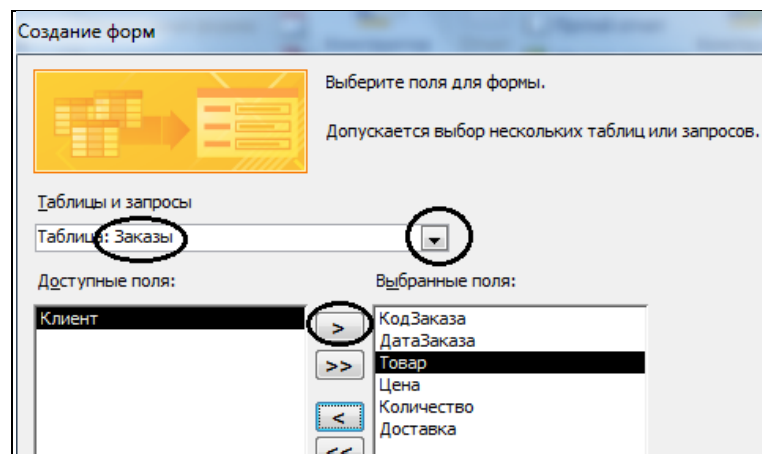 Создание форм
Выберите поля для формы.
Допускается выбор нескольких таблиц или запросов.
Таблицы и запросы
Таблица: Заказы
Доступные поля:
Выбранные поля:
Клиент
>
>>
<
<<
КодЗаказа
ДатаЗаказа
Товар
Цена
Количество
Доставка